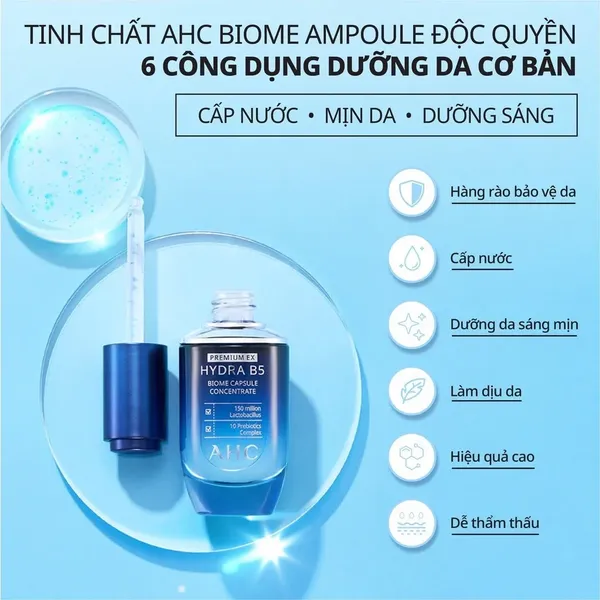 TINH CHẤT AHC BIOME AMPOULE ĐỘC QUYỀN
6 CÔNG DỤNG DƯỠNG DA CƠ BẢN
CẤP NƯỚC • MỊN DA • DƯỠNG SÁNG
Hàng rào bảo vệ da
Cấp nước
Dưỡng da sáng mịn
Làm dịu da
Hiệu quả cao
Dễ thẩm thấu
PREMIUM EX
HYDRA B5
BIOME CAPSULE
CONCENTRATE
150 million
Lactobacillus
10 Prebiotics
Complex
AHC